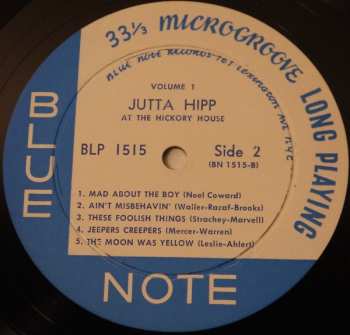 33⅓ MICROGROOVE LONG PLAYING
BLUE NOTE RECORDS 767 LEXINGTON AVE NYC
VOLUME 1
JUTTA HIPP
AT THE HICKORY HOUSE
BLP 1515
Side 2
(BN 1515-B)
1. MAD ABOUT THE BOY (Noel Coward)
2. AIN'T MISBEHAVIN' (Waller-Razaf-Brooks)
3. THESE FOOLISH THINGS (Strachey-Marvell)
4. JEEPERS CREEPERS (Mercer-Warren)
5. THE MOON WAS YELLOW (Leslie-Ahlert)
BLUE
NOTE